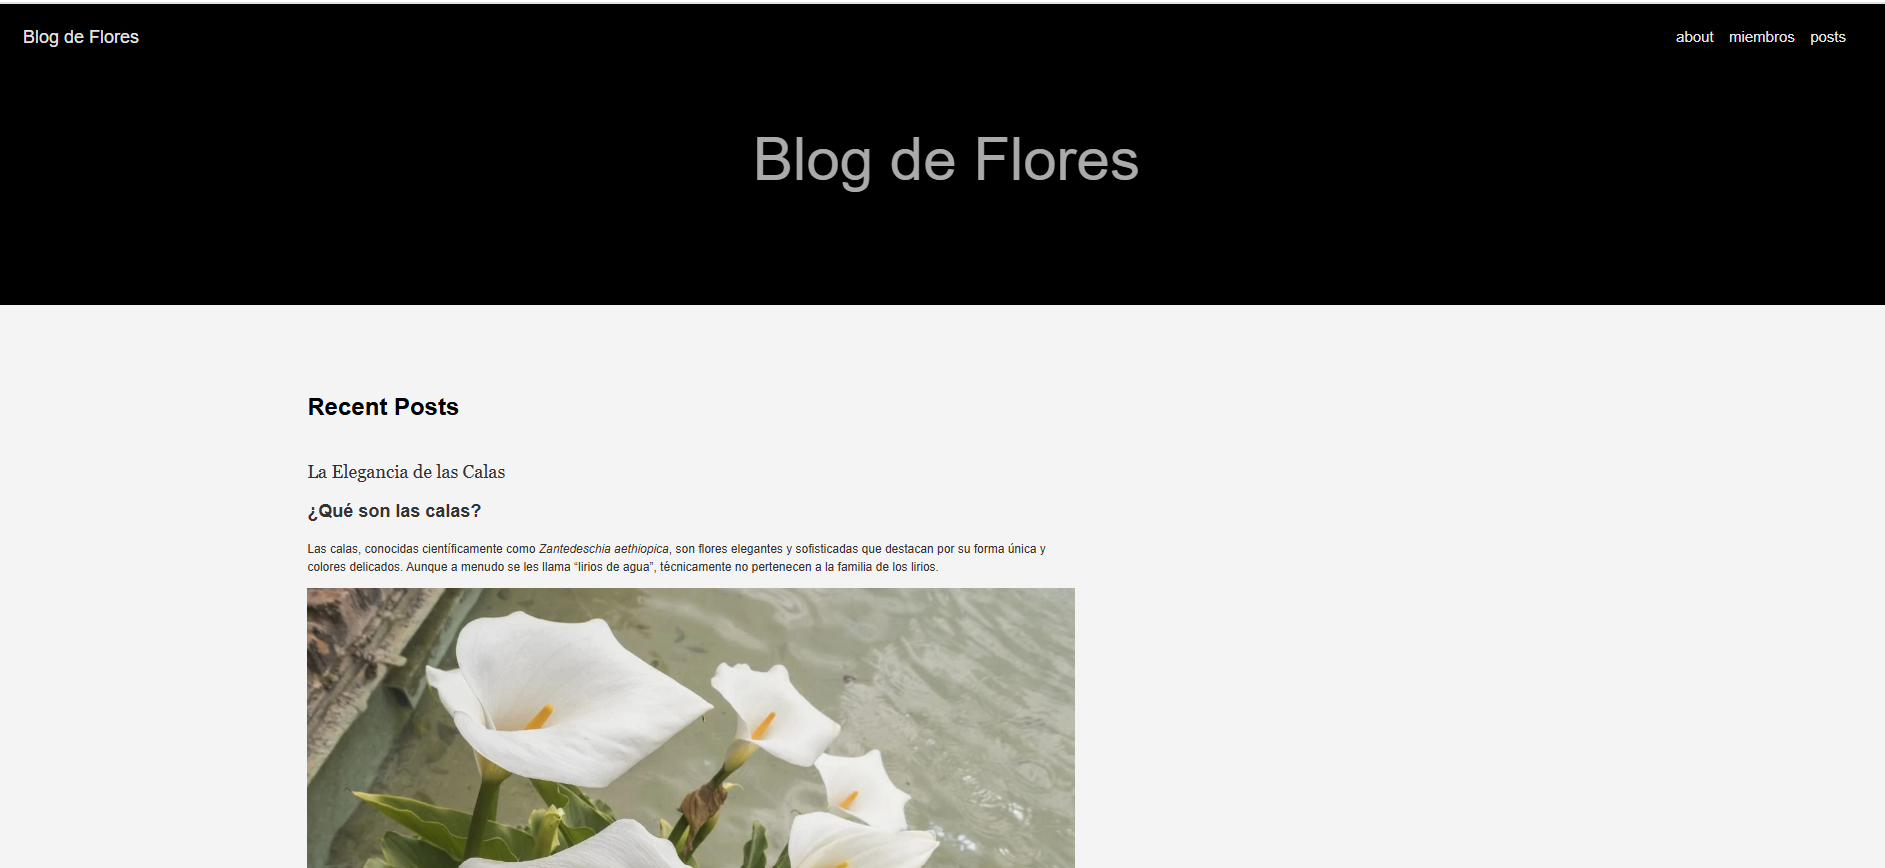 Blog de Flores
about miembros posts
Blog de Flores
Recent Posts
La Elegancia de las Calas
¿Qué son las calas?
Las calas, conocidas científicamente como Zantedeschia aethiopica, son flores elegantes y sofisticadas que destacan por su forma única y
colores delicados. Aunque a menudo se les llama “lirios de agua”, técnicamente no pertenecen a la familia de los lirios.